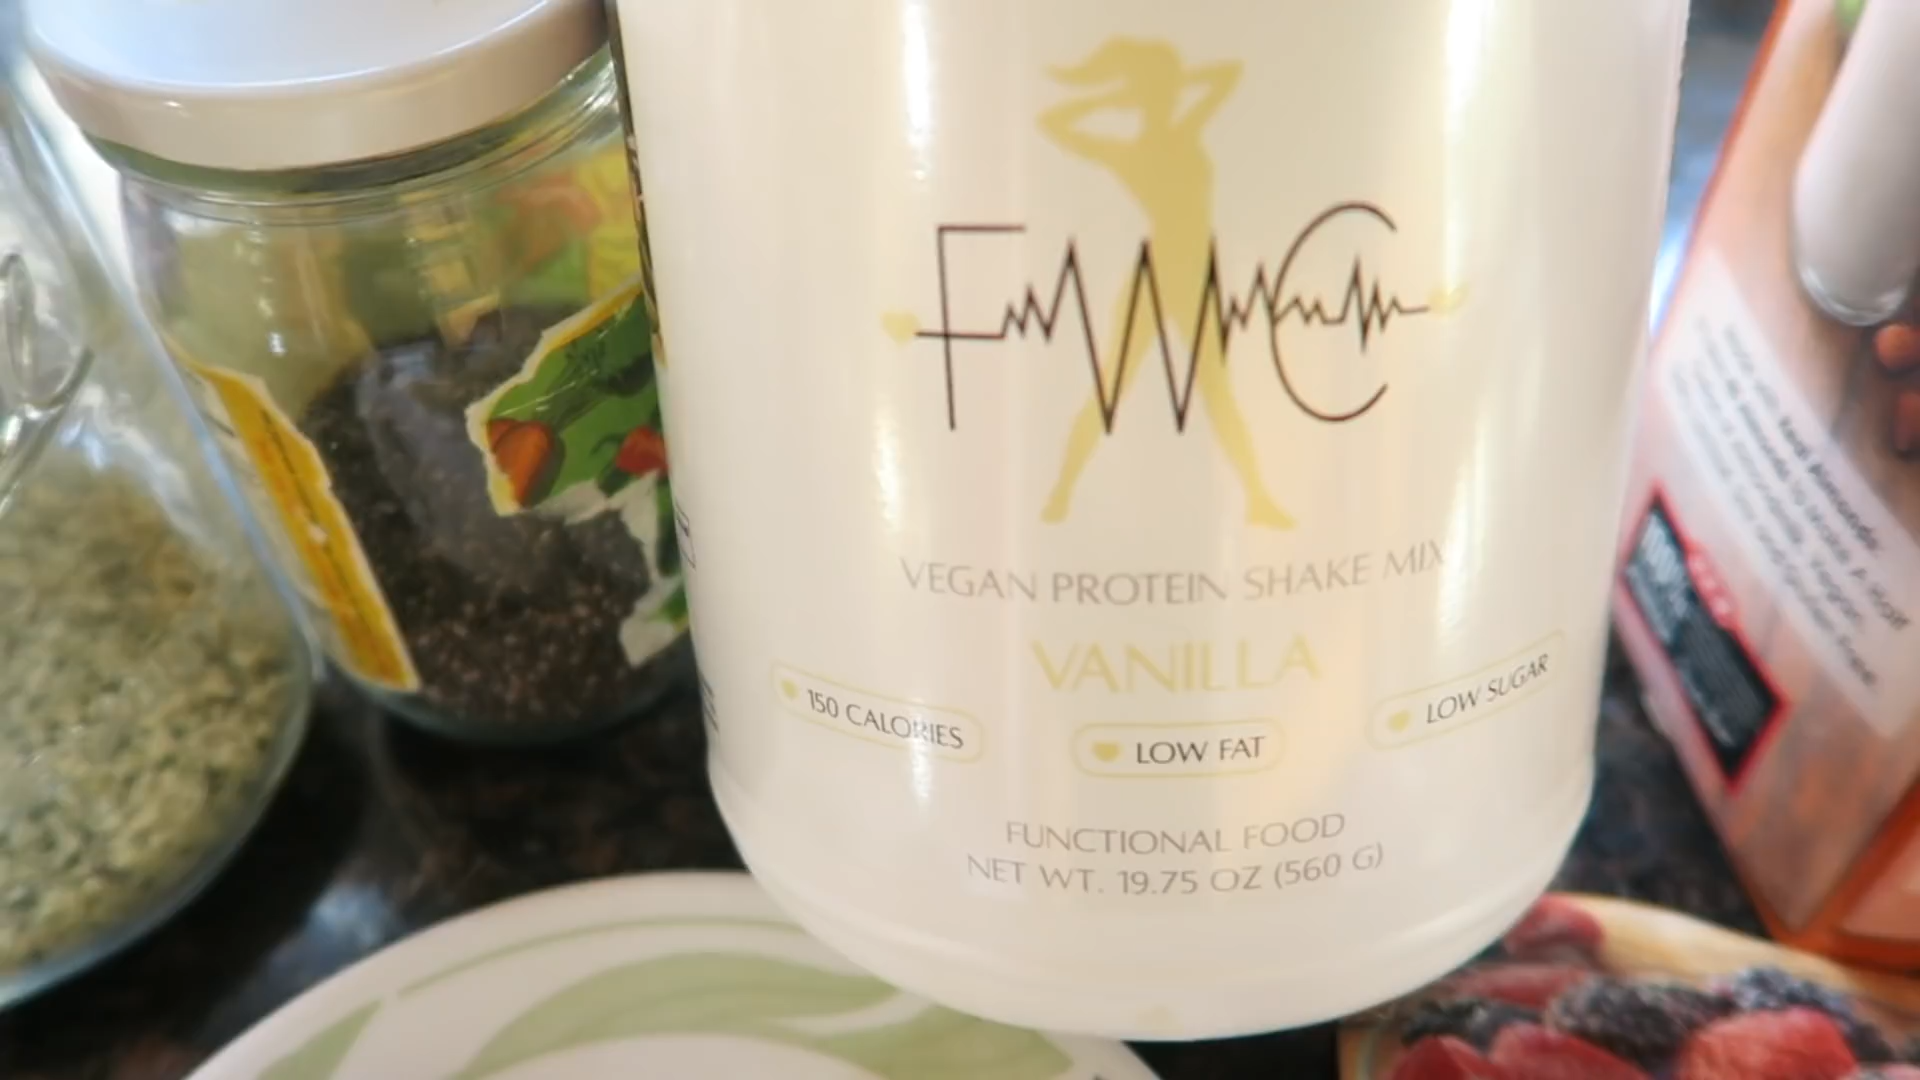 FWC
VEGAN PROTEIN SHAKE MIX
VANILLA
150 CALORIES
LOW FAT
LOW SUGAR
FUNCTIONAL FOOD
NET WT. 19.75 OZ (560 G)